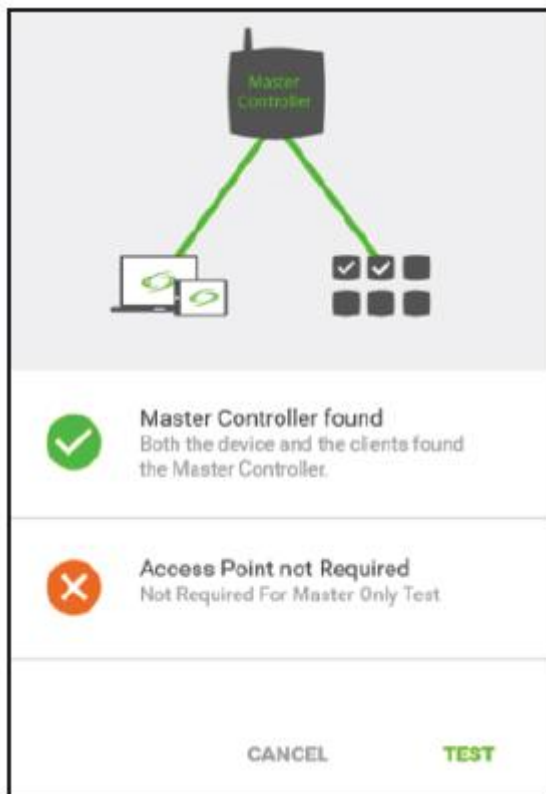 Master
Controller
Master Controller found
Both the device and the clients found
the Master Controller.
Access Point not Required
Not Required For Master Only Test
CANCEL
TEST